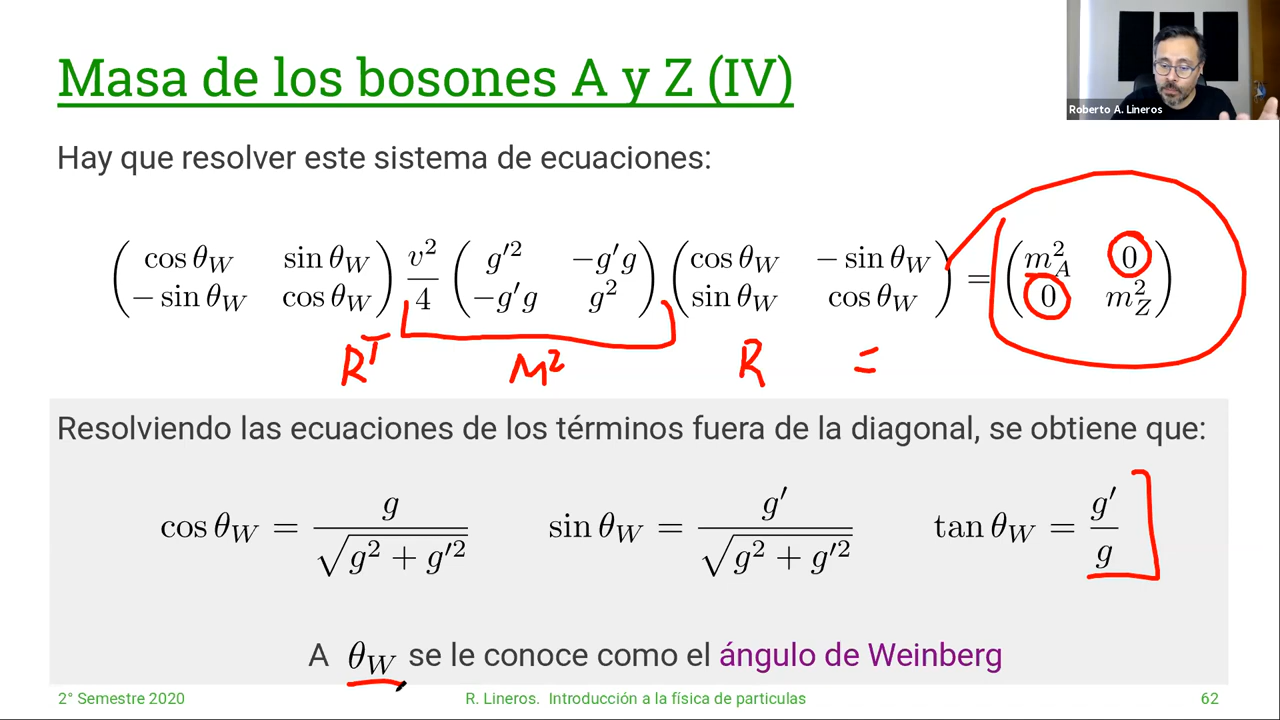 Masa de los bosones A y Z (IV)
Roberto A. Lineros
Hay que resolver este sistema de ecuaciones:
( cos θ_W sin θ_W ; − sin θ_W cos θ_W ) v²/4 ( g′² −g′g ; −g′g g² ) ( cos θ_W − sin θ_W ; sin θ_W cos θ_W ) = ( m²_A 0 ; 0 m²_Z )
R^T M² R =
Resolviendo las ecuaciones de los términos fuera de la diagonal, se obtiene que:
cos θ_W = g / √(g² + g′²) sin θ_W = g′ / √(g² + g′²) tan θ_W = g′ / g
A θ_W se le conoce como el ángulo de Weinberg
2° Semestre 2020 R. Lineros. Introducción a la física de particulas 62